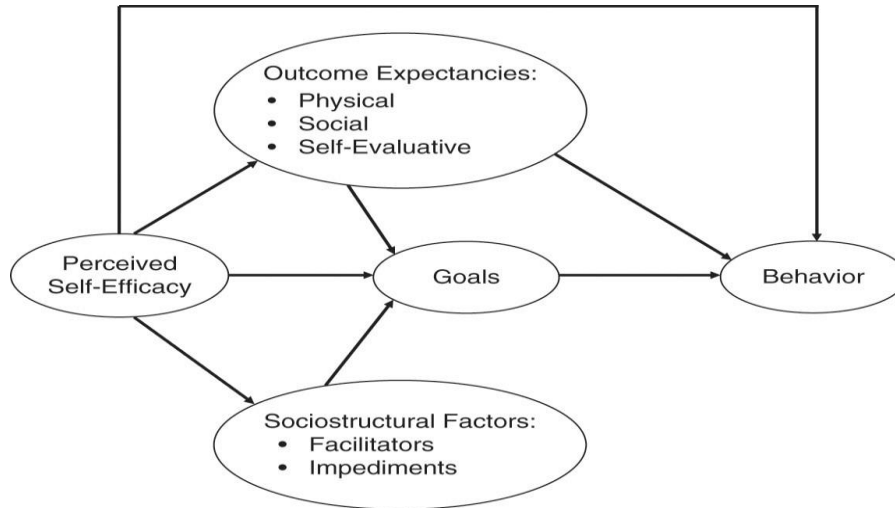 Outcome Expectancies:
• Physical
• Social
• Self-Evaluative
Perceived
Self-Efficacy
Goals
Behavior
Sociostructural Factors:
• Facilitators
• Impediments